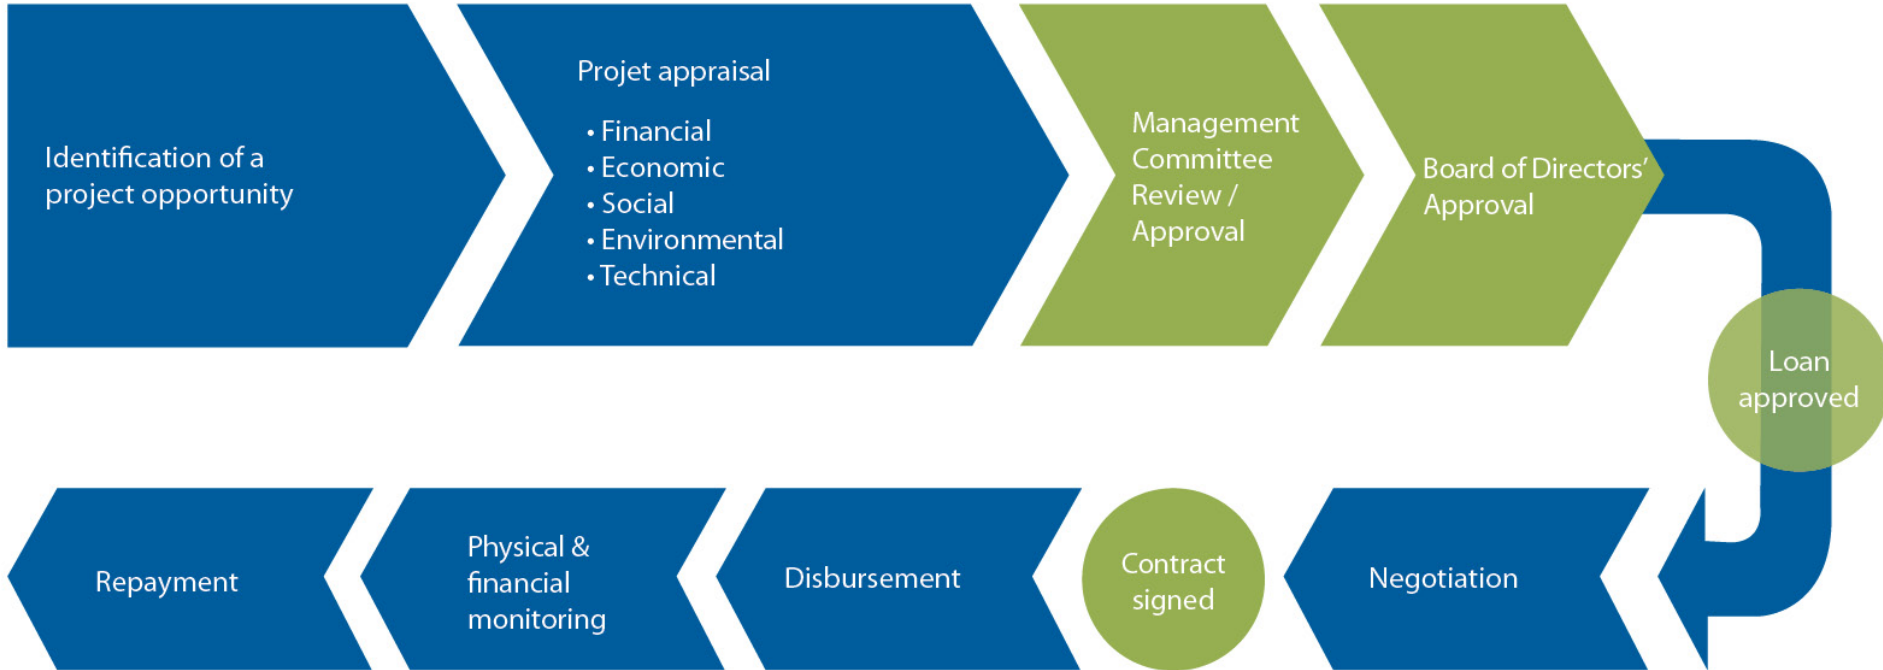 Identification of a
project opportunity
Projet appraisal
• Financial
• Economic
• Social
• Environmental
• Technical
Management
Committee
Review /
Approval
Board of Directors’
Approval
Loan
approved
Negotiation
Contract
signed
Disbursement
Physical &
financial
monitoring
Repayment